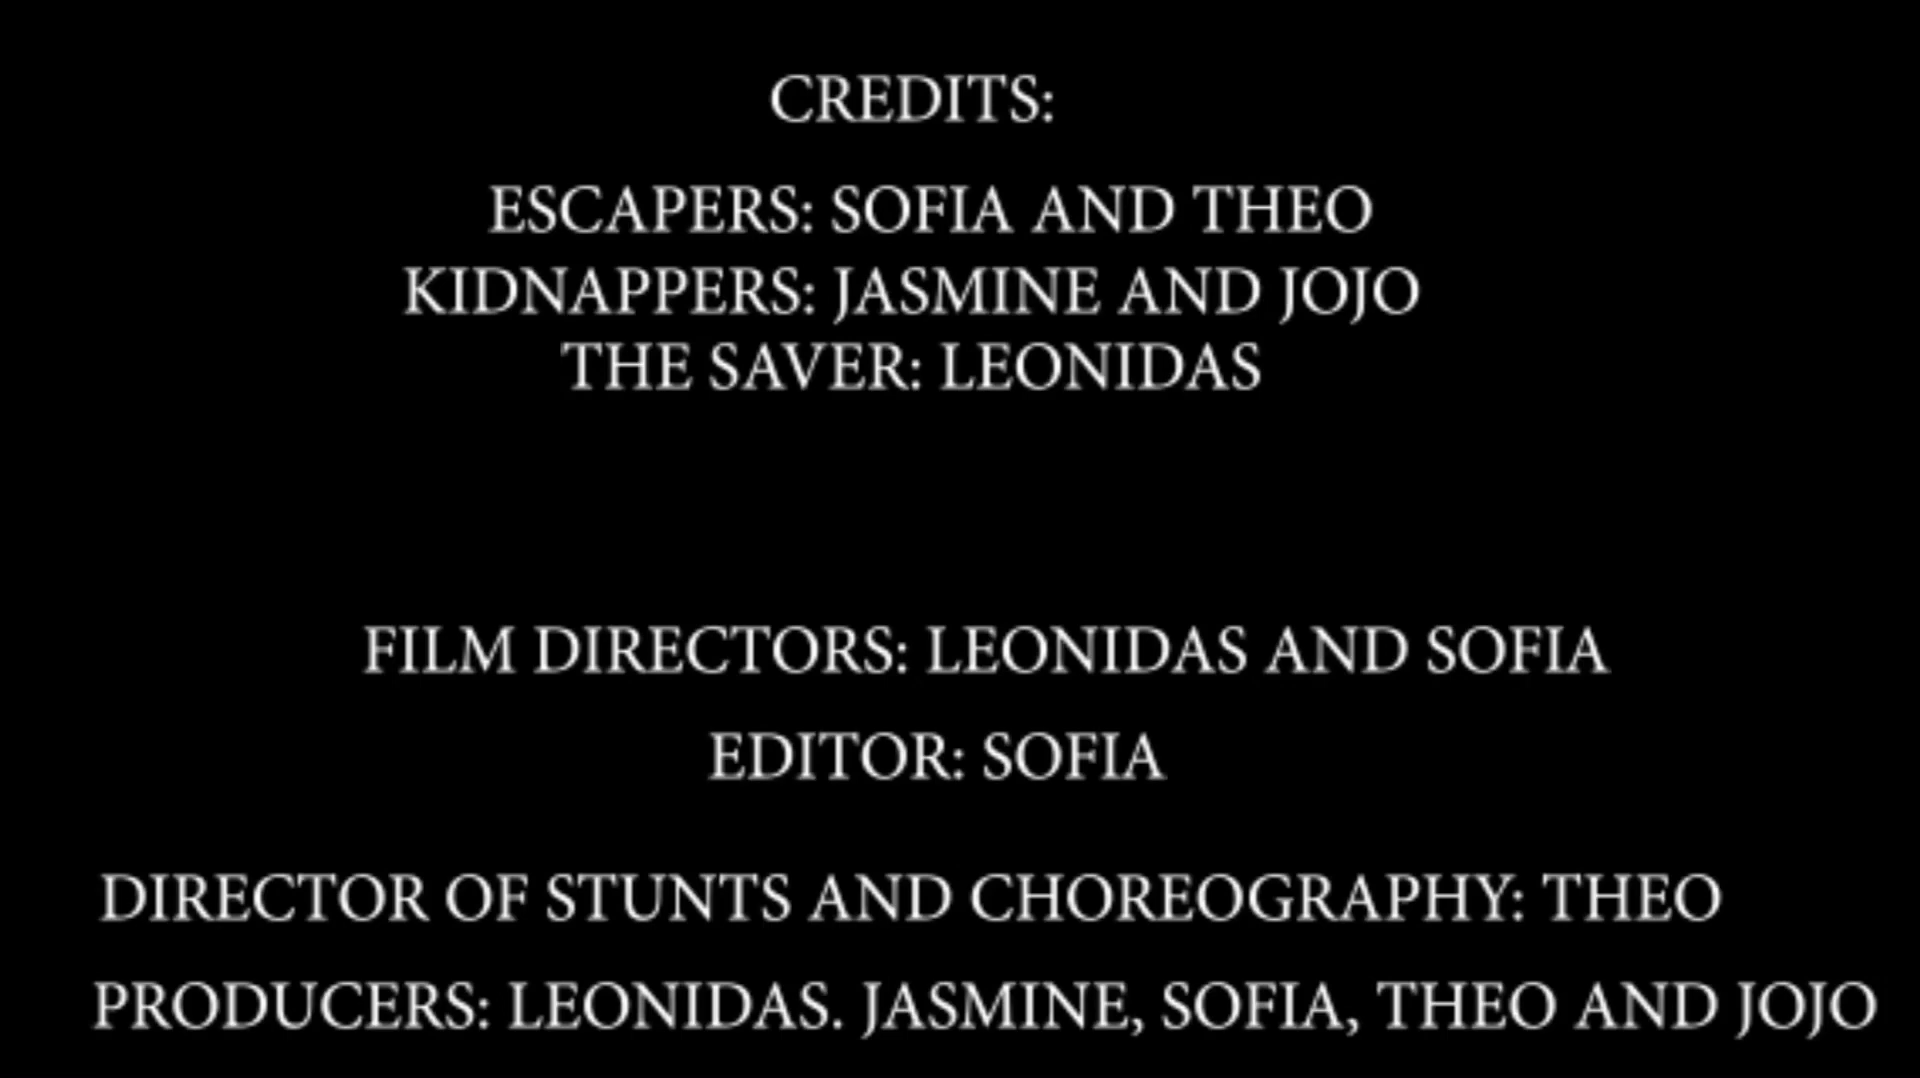 CREDITS:
ESCAPERS: SOFIA AND THEO
KIDNAPPERS: JASMINE AND JOJO
THE SAVER: LEONIDAS
FILM DIRECTORS: LEONIDAS AND SOFIA
EDITOR: SOFIA
DIRECTOR OF STUNTS AND CHOREOGRAPHY: THEO
PRODUCERS: LEONIDAS. JASMINE, SOFIA, THEO AND JOJO